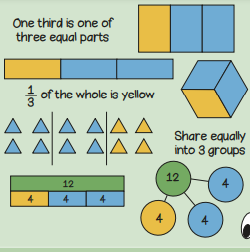 One third is one of
three equal parts
1/3 of the whole is yellow
Share equally
into 3 groups
12
4 4 4
12
4
4
4